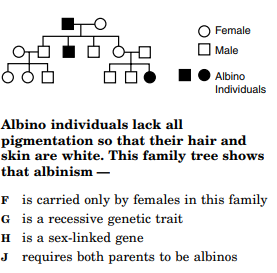 Female
Male
Albino
Individuals
Albino individuals lack all
pigmentation so that their hair and
skin are white. This family tree shows
that albinism —
F is carried only by females in this family
G is a recessive genetic trait
H is a sex-linked gene
J requires both parents to be albinos